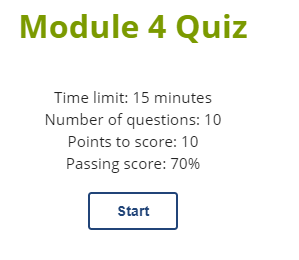 Module 4 Quiz
Time limit: 15 minutes
Number of questions: 10
Points to score: 10
Passing score: 70%
Start